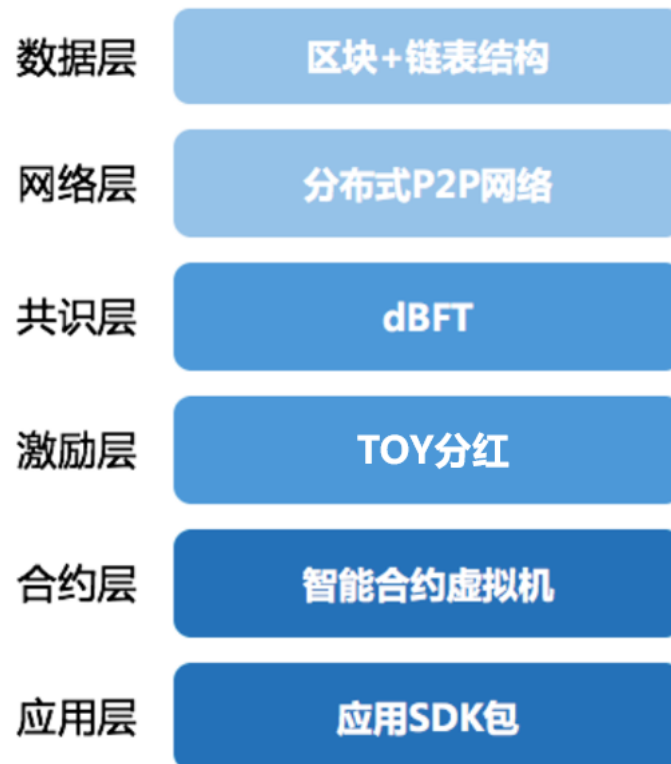 数据层 区块+链表结构
网络层 分布式P2P网络
共识层 dBFT
激励层 TOY分红
合约层 智能合约虚拟机
应用层 应用SDK包